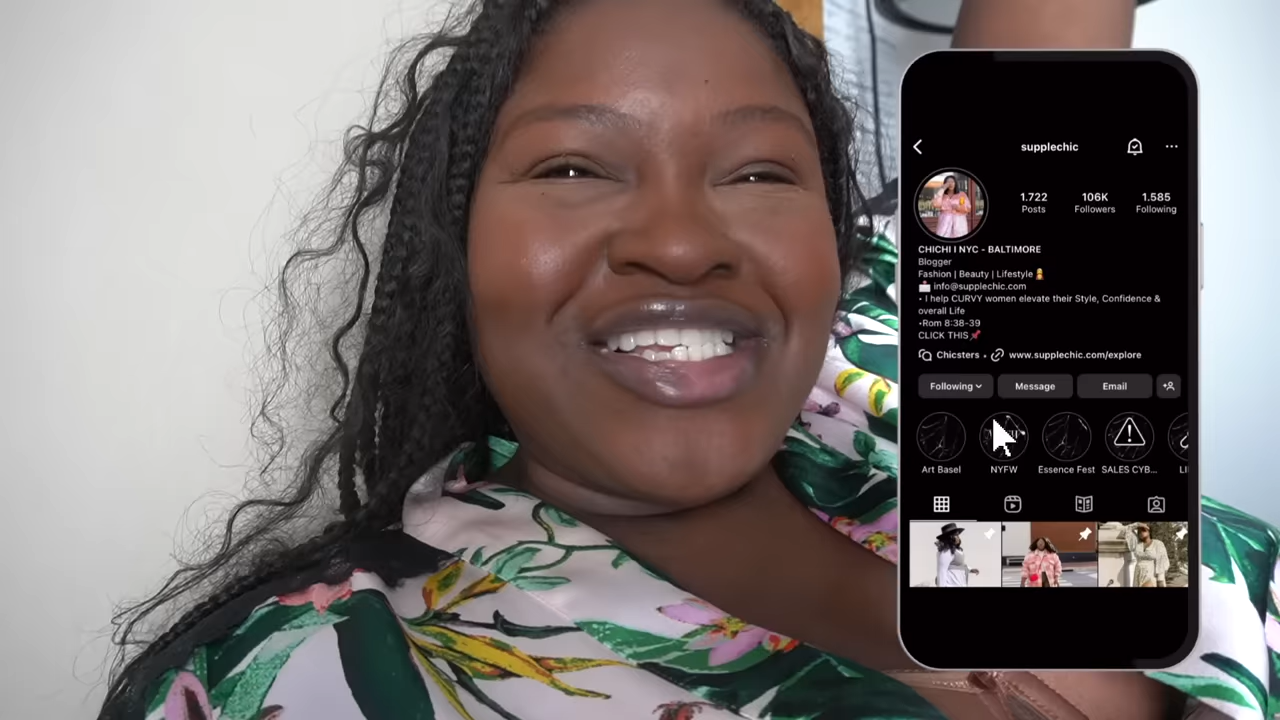 supplechic
1.722 106K 1.585
Posts Followers Following
CHICHI I NYC - BALTIMORE
Blogger
Fashion | Beauty | Lifestyle
info@supplechic.com
• I help CURVY women elevate their Style, Confidence &
overall Life
•Rom 8:38-39
CLICK THIS
Chicsters • www.supplechic.com/explore
Following Message Email
Art Basel NYFW Essence Fest SALES CYB... LI